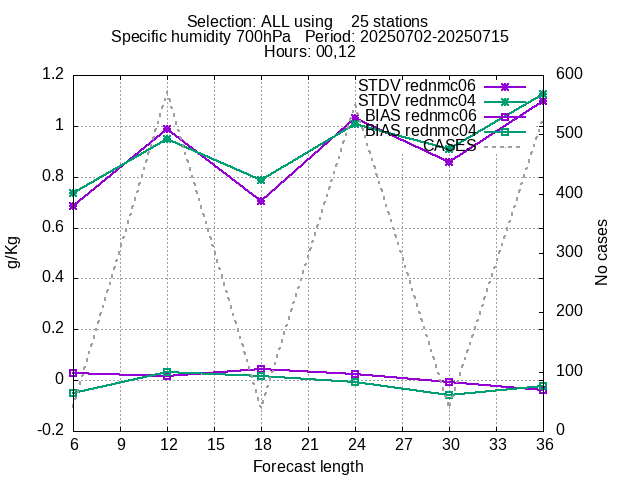 Selection: ALL using    25 stations
Specific humidity 700hPa   Period: 20250702-20250715
Hours: 00,12
STDV rednmc06
STDV rednmc04
BIAS rednmc06
BIAS rednmc04
CASES
1.2
1
0.8
0.6
0.4
0.2
0
-0.2
g/Kg
600
500
400
300
200
100
0
No cases
6 9 12 15 18 21 24 27 30 33 36
Forecast length